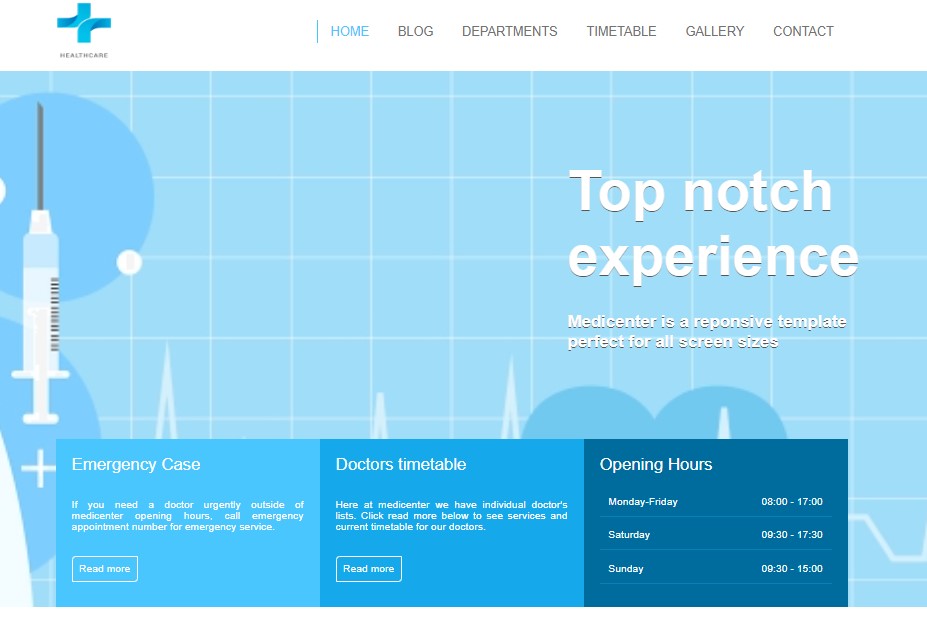 HEALTHCARE
HOME BLOG DEPARTMENTS TIMETABLE GALLERY CONTACT
Top notch
experience
Medicenter is a reponsive template
perfect for all screen sizes
Emergency Case
If you need a doctor urgently outside of
medicenter opening hours, call emergency
appointment number for emergency service.
Read more
Doctors timetable
Here at medicenter we have individual doctor's
lists. Click read more below to see services and
current timetable for our doctors.
Read more
Opening Hours
Monday-Friday 08:00 - 17:00
Saturday 09:30 - 17:30
Sunday 09:30 - 15:00